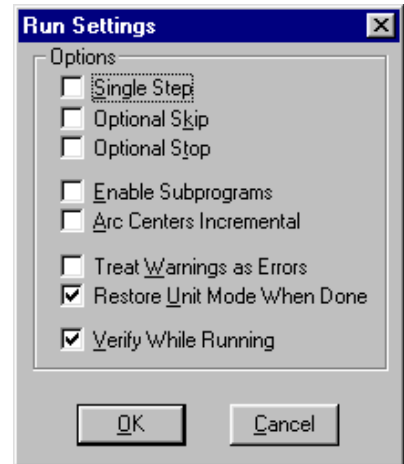 Run Settings
Options
Single Step
Optional Skip
Optional Stop
Enable Subprograms
Arc Centers Incremental
Treat Warnings as Errors
Restore Unit Mode When Done
Verify While Running
OK
Cancel